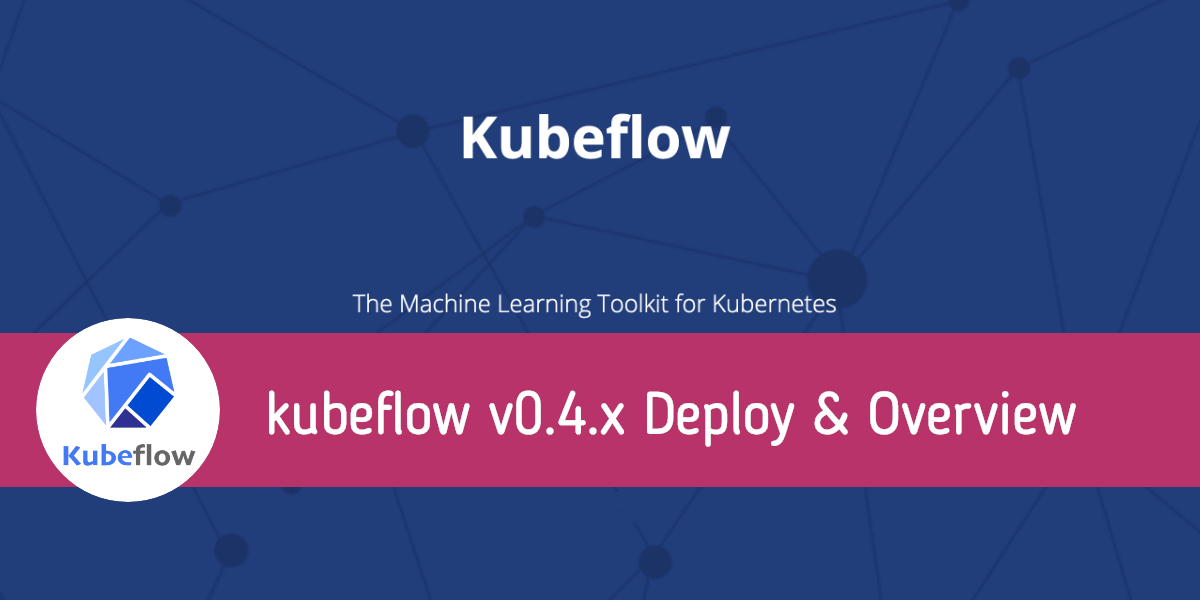 Kubeflow
The Machine Learning Toolkit for Kubernetes
kubeflow v0.4.x Deploy & Overview
Kubeflow